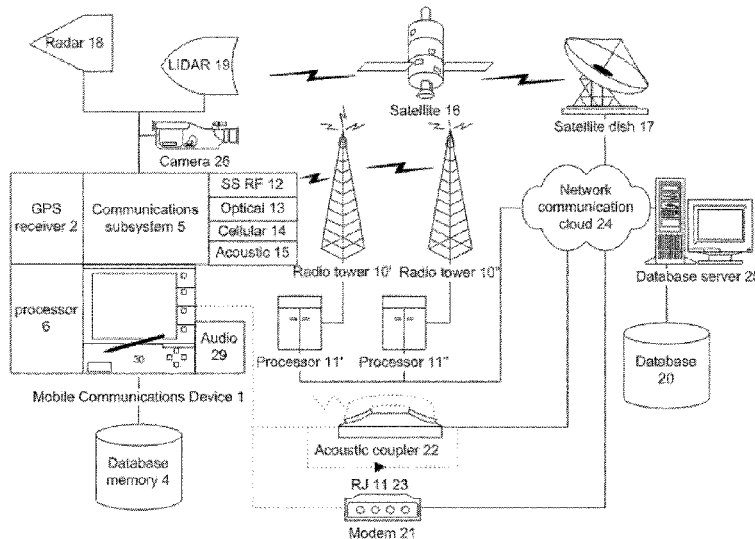 Radar 18
LIDAR 19
Satellite 16
Satellite dish 17
Camera 26
GPS receiver 2
Communications subsystem 5
SS RF 12
Optical 13
Cellular 14
Acoustic 15
Network communication cloud 24
Radio tower 10'
Radio tower 10"
Database server 25
processor 6
30
Audio 29
Processor 11'
Processor 11"
Database 20
Mobile Communications Device 1
Acoustic coupler 22
Database memory 4
RJ 11 23
Modem 21